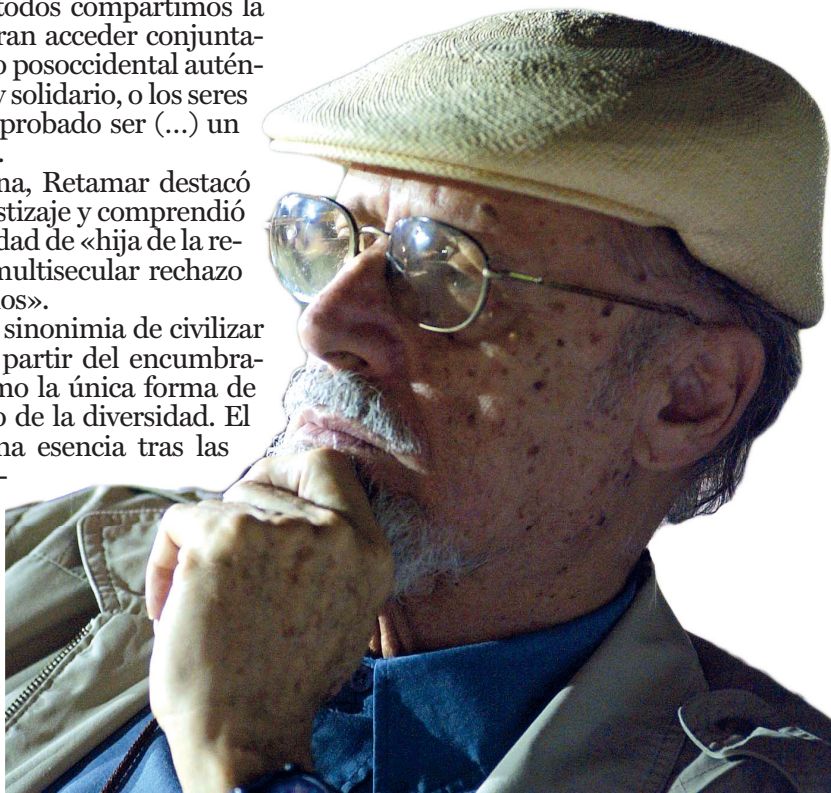 todos compartimos la
ran acceder conjunta-
o posoccidental autén-
y solidario, o los seres
probado ser (...) un
.
na, Retamar destacó
stizaje y comprendió
dad de «hija de la re-
multisecular rechazo
los».
sinonimia de civilizar
partir del encumbra-
mo la única forma de
o de la diversidad. El
na esencia tras las
-